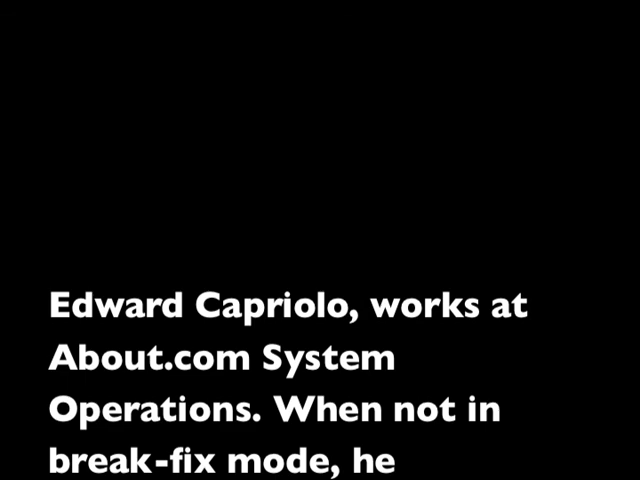 Edward Capriolo, works at
About.com System
Operations. When not in
break-fix mode, he